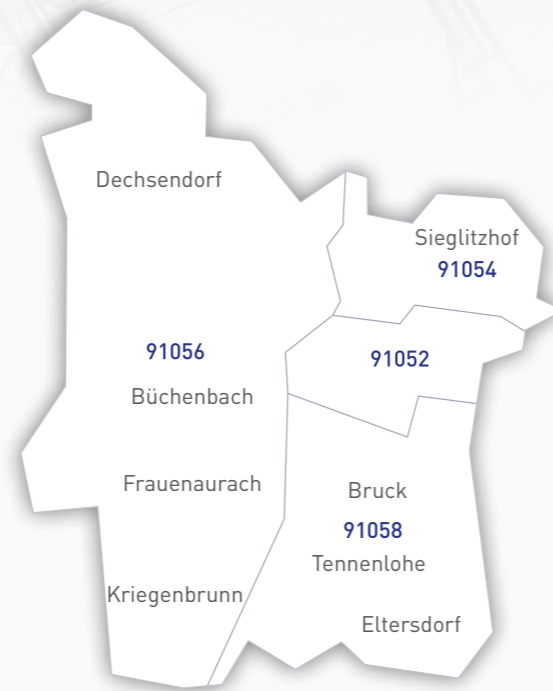 Dechsendorf
Sieglitzhof
91054
91056
91052
Büchenbach
Frauenaurach
Bruck
91058
Tennenlohe
Kriegenbrunn
Eltersdorf